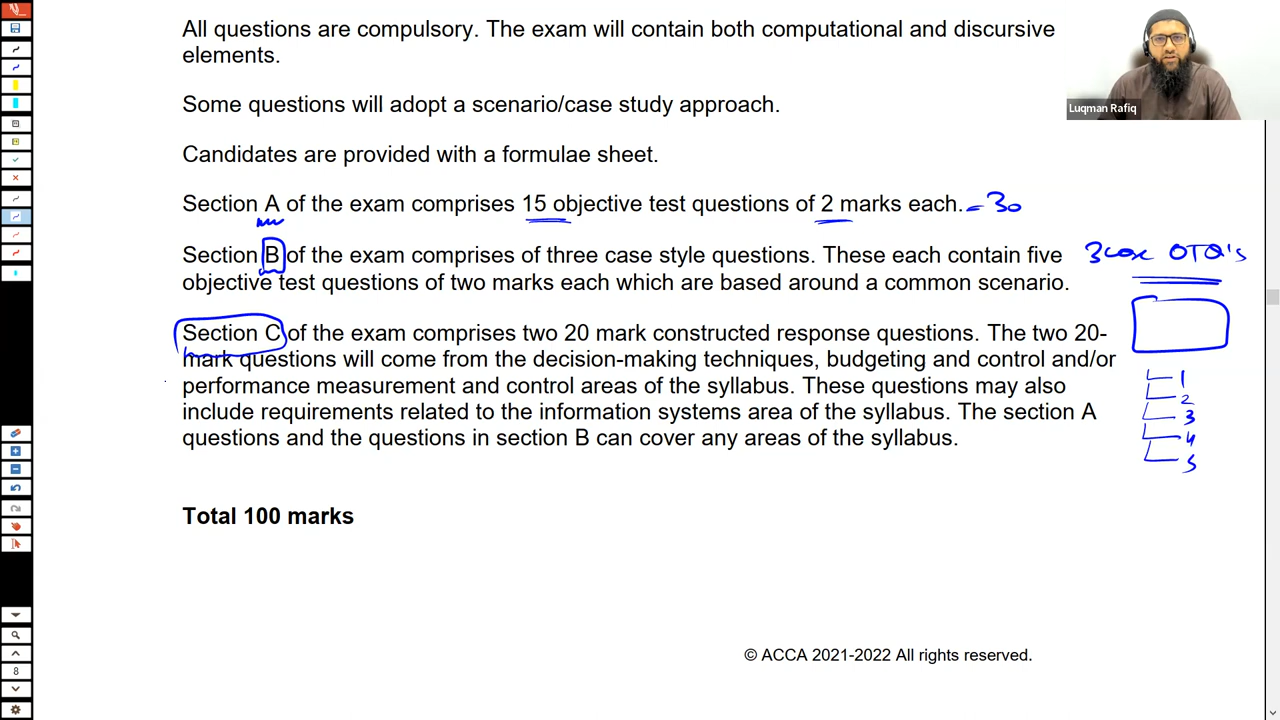 All questions are compulsory. The exam will contain both computational and discursive
elements.
Luqman Rafiq
Some questions will adopt a scenario/case study approach.
Candidates are provided with a formulae sheet.
Section A of the exam comprises 15 objective test questions of 2 marks each. = 30
Section B of the exam comprises of three case style questions. These each contain five
objective test questions of two marks each which are based around a common scenario.
3 case OTQ's
Section C of the exam comprises two 20 mark constructed response questions. The two 20-
mark questions will come from the decision-making techniques, budgeting and control and/or
performance measurement and control areas of the syllabus. These questions may also
include requirements related to the information systems area of the syllabus. The section A
questions and the questions in section B can cover any areas of the syllabus.
1
2
3
4
5
Total 100 marks
© ACCA 2021-2022 All rights reserved.
8